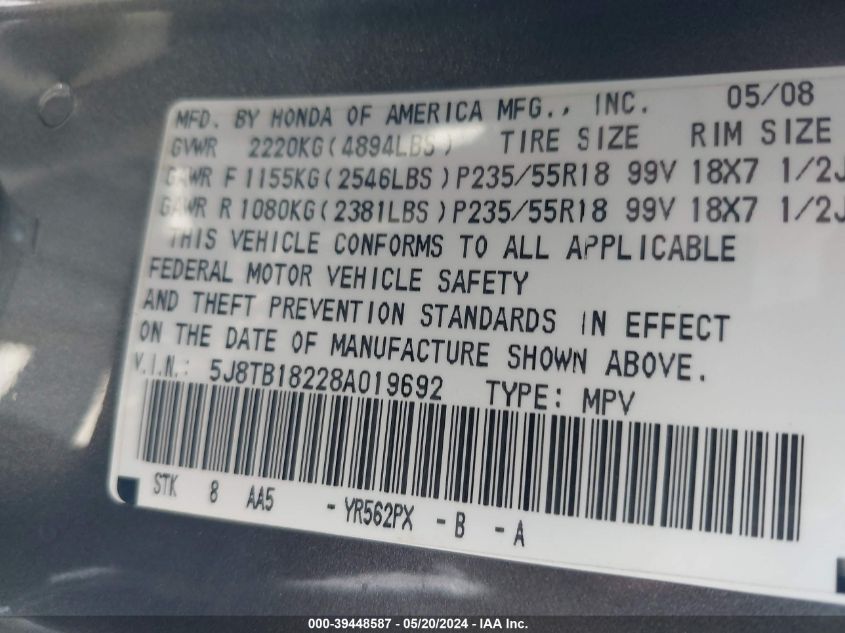 MFD. BY HONDA OF AMERICA MFG., INC. 05/08
GVWR 2220KG(4894LBS) TIRE SIZE RIM SIZE
GAWR F 1155KG(2546LBS)P235/55R18 99V 18X7 1/2J
GAWR R 1080KG(2381LBS)P235/55R18 99V 18X7 1/2J
THIS VEHICLE CONFORMS TO ALL APPLICABLE
FEDERAL MOTOR VEHICLE SAFETY
AND THEFT PREVENTION STANDARDS IN EFFECT
ON THE DATE OF MANUFACTURE SHOWN ABOVE.
V.I.N.: 5J8TB18228A019692 TYPE: MPV
STK 8 AA5 - YR562PX - B - A
000-39448587 - 05/20/2024 - IAA Inc.